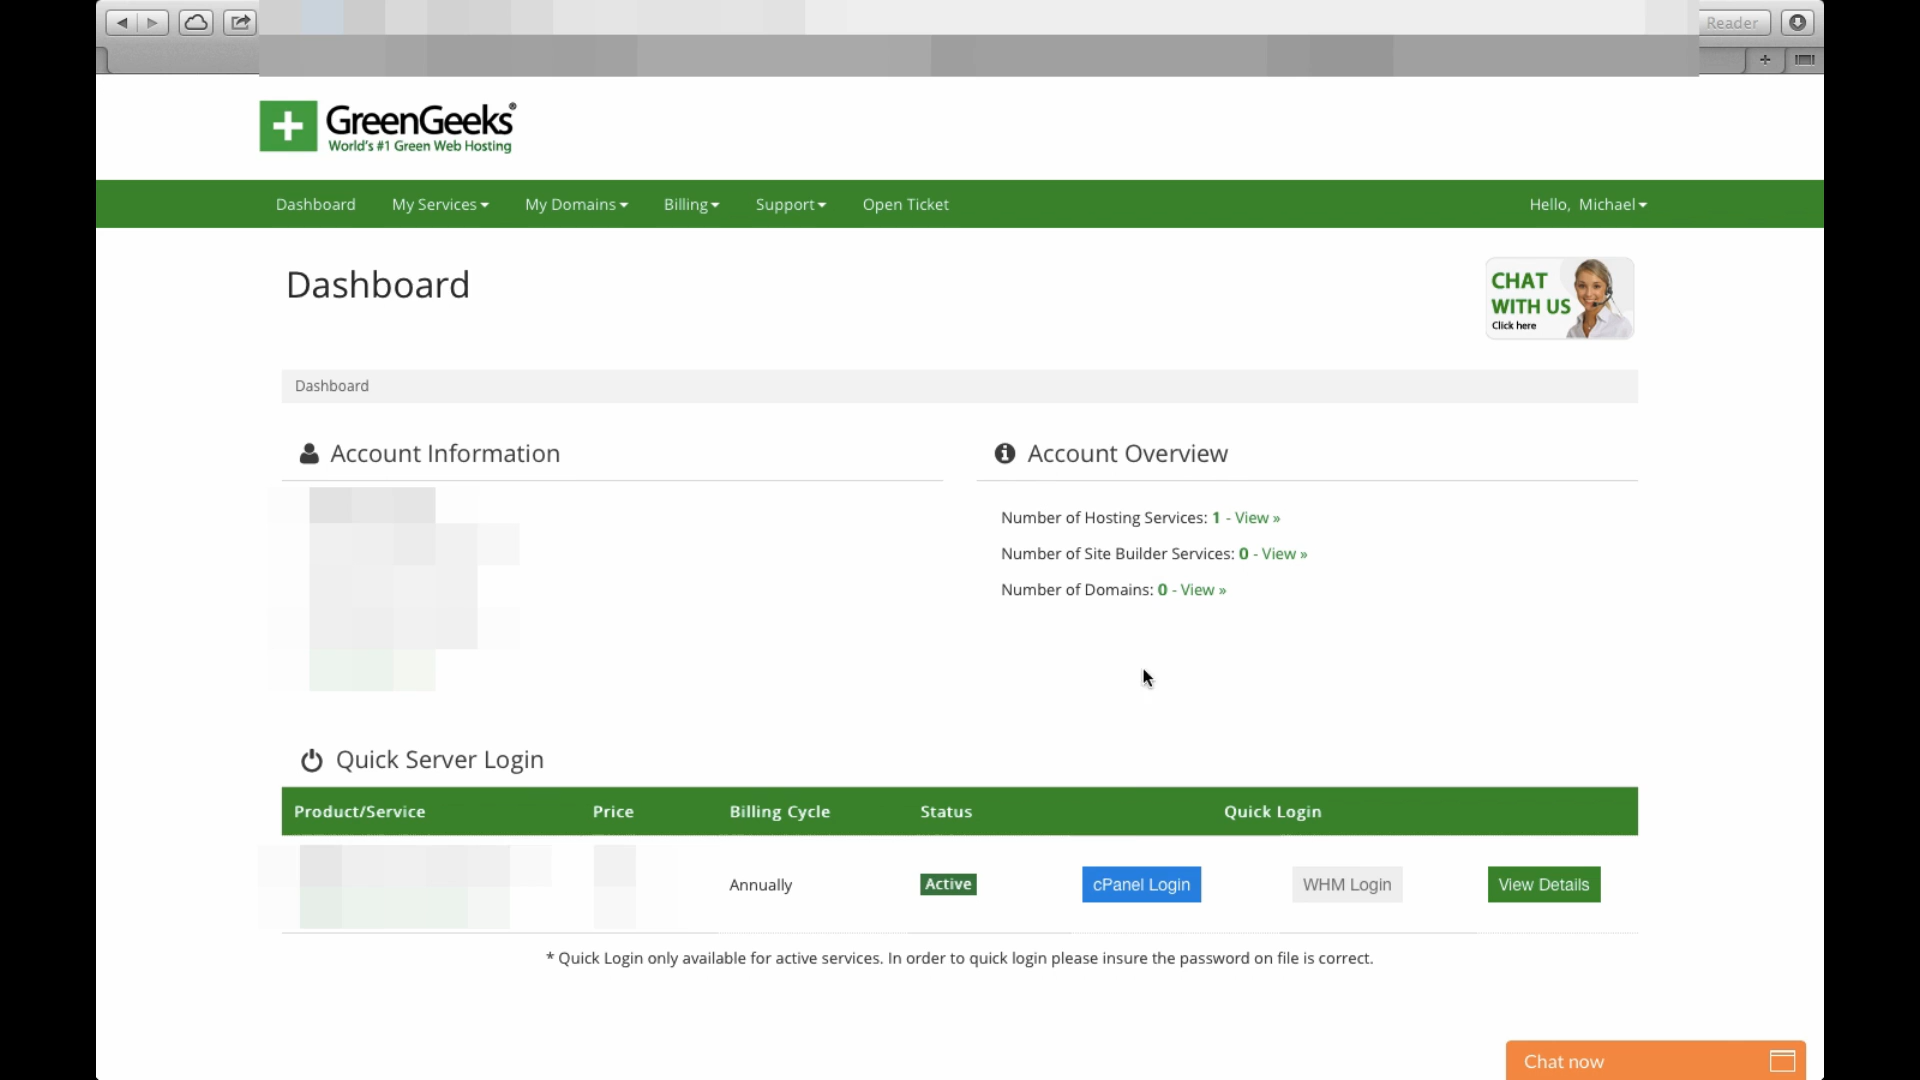 Reader
GreenGeeks®
World's #1 Green Web Hosting
Dashboard My Services My Domains Billing Support Open Ticket Hello, Michael
Dashboard
CHAT
WITH US
Click here
Dashboard
Account Information
Account Overview
Number of Hosting Services: 1 - View »
Number of Site Builder Services: 0 - View »
Number of Domains: 0 - View »
Quick Server Login
Product/Service Price Billing Cycle Status Quick Login
Annually Active cPanel Login WHM Login View Details
* Quick Login only available for active services. In order to quick login please insure the password on file is correct.
Chat now